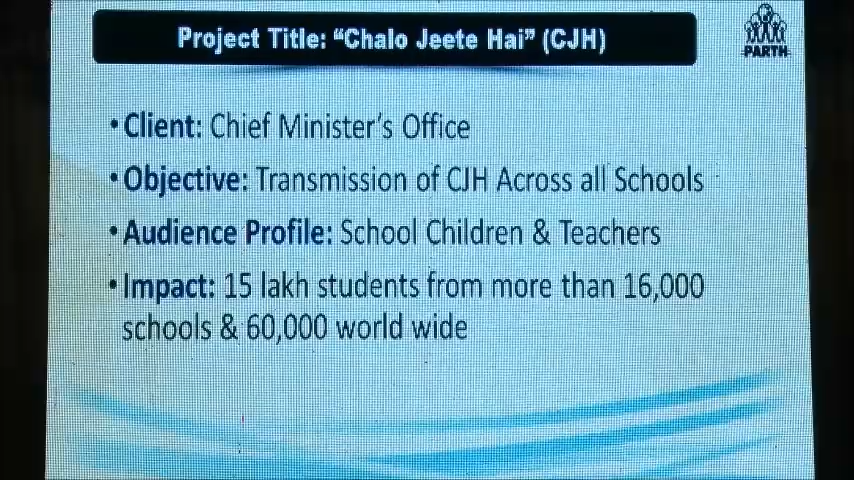 Project Title: “Chalo Jeete Hai” (CJH)
PARTH
• Client: Chief Minister’s Office
• Objective: Transmission of CJH Across all Schools
• Audience Profile: School Children & Teachers
• Impact: 15 lakh students from more than 16,000
schools & 60,000 world wide